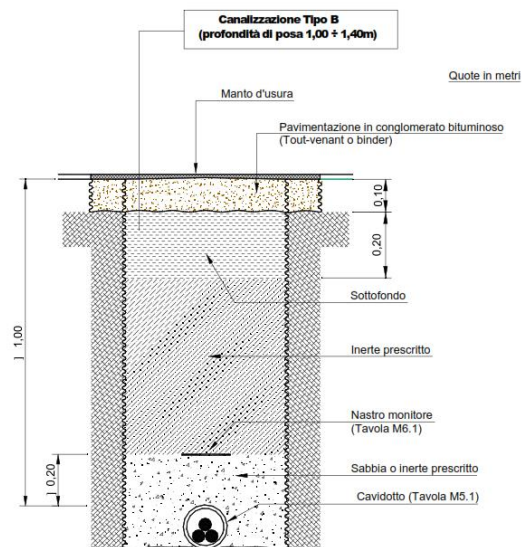 Canalizzazione Tipo B
(profondità di posa 1,00 ÷ 1,40m)
Quote in metri
Manto d'usura
Pavimentazione in conglomerato bituminoso
(Tout-venant o binder)
0,10
0,20
] 1,00
Sottofondo
Inerte prescritto
Nastro monitore
(Tavola M6.1)
] 0,20
Sabbia o inerte prescritto
Cavidotto (Tavola M5.1)